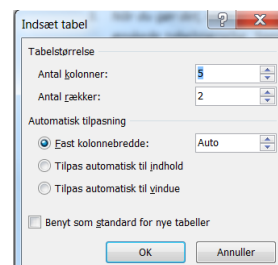 Indsæt tabel
Tabelstørrelse
Antal kolonner: 5
Antal rækker: 2
Automatisk tilpasning
Fast kolonnebredde: Auto
Tilpas automatisk til indhold
Tilpas automatisk til vindue
Benyt som standard for nye tabeller
OK Annuller